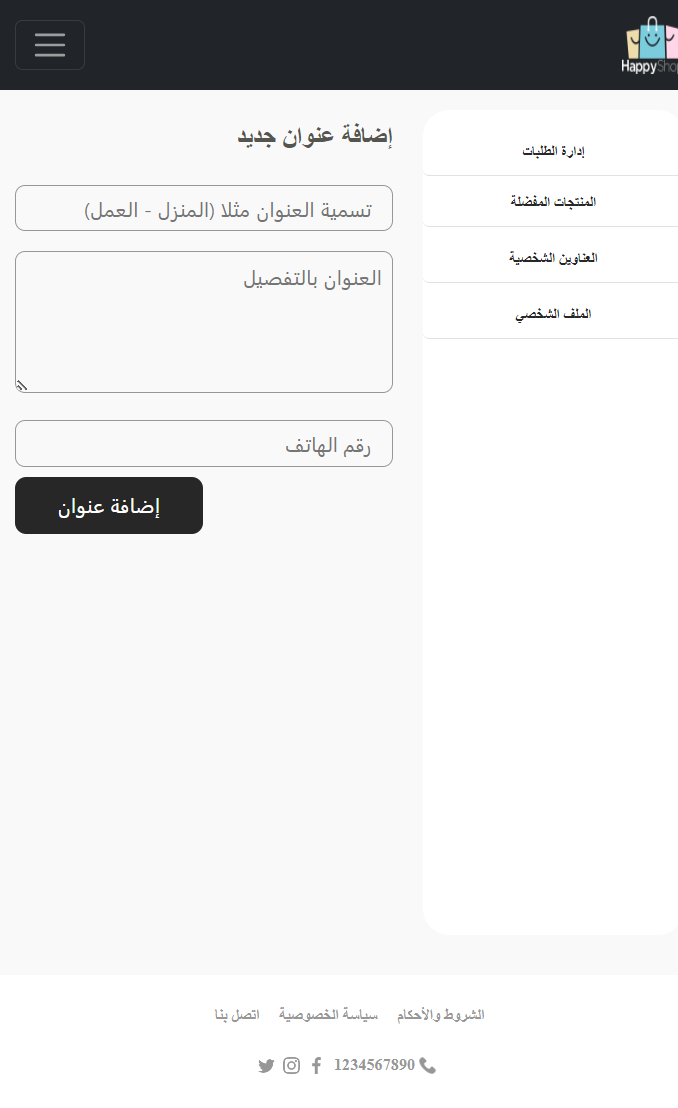 HappyShop
إدارة الطلبات
المنتجات المفضلة
العناوين الشخصية
الملف الشخصي
إضافة عنوان جديد
تسمية العنوان مثلا (المنزل - العمل)
العنوان بالتفصيل
رقم الهاتف
إضافة عنوان
الشروط والأحكام سياسة الخصوصية اتصل بنا
1234567890